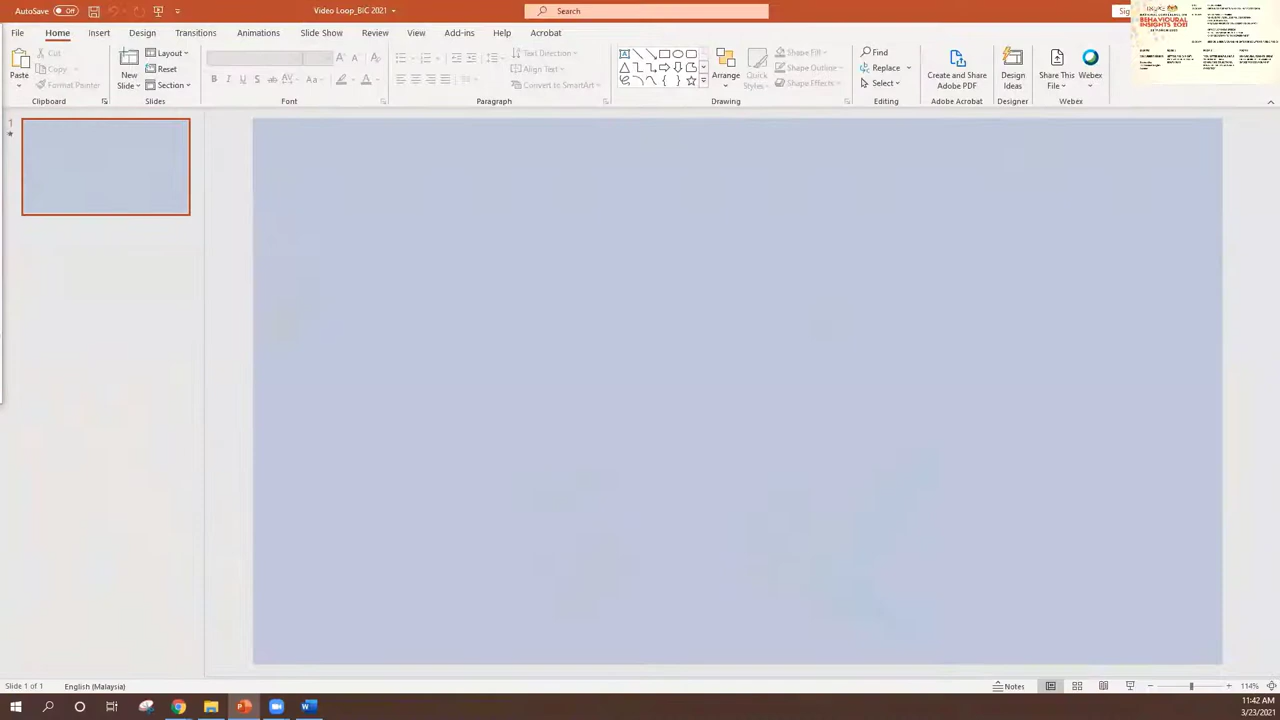 AutoSave Off
Video Loop_BIC 2021
Search
File Home Insert Design Transitions Animations Slide Show Review View Add-ins Help Acrobat
Paste
Cut
Copy
Format Painter
Clipboard
New
Slide
Layout
Reset
Section
Slides
Font
Text Direction
Align Text
Convert to SmartArt
Paragraph
Arrange
Quick
Styles
Shape Fill
Shape Outline
Shape Effects
Drawing
Find
Replace
Select
Editing
Create and Share
Adobe PDF
Adobe Acrobat
Design
Ideas
Designer
Share This
File
Webex
Webex
BEHAVIOURAL
INSIGHTS 2021
1
Slide 1 of 1
English (Malaysia)
Notes
114%
11:42 AM
3/23/2021